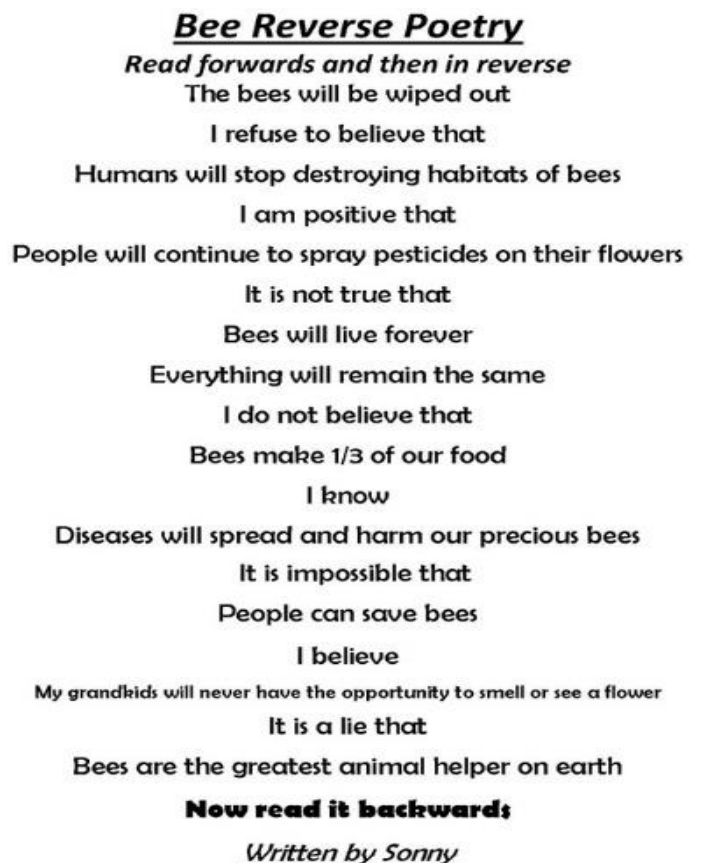 Bee Reverse Poetry
Read forwards and then in reverse
The bees will be wiped out
I refuse to believe that
Humans will stop destroying habitats of bees
I am positive that
People will continue to spray pesticides on their flowers
It is not true that
Bees will live forever
Everything will remain the same
I do not believe that
Bees make 1/3 of our food
I know
Diseases will spread and harm our precious bees
It is impossible that
People can save bees
I believe
My grandkids will never have the opportunity to smell or see a flower
It is a lie that
Bees are the greatest animal helper on earth
Now read it backwards
Written by Sonny